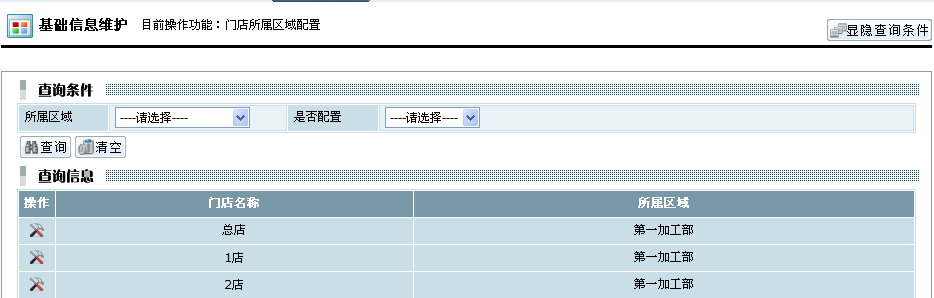 基础信息维护 目前操作功能：门店所属区域配置
显隐查询条件
查询条件
所属区域 ----请选择---- 是否配置 ----请选择----
查询 清空
查询信息
操作 门店名称 所属区域
总店 第一加工部
1店 第一加工部
2店 第一加工部